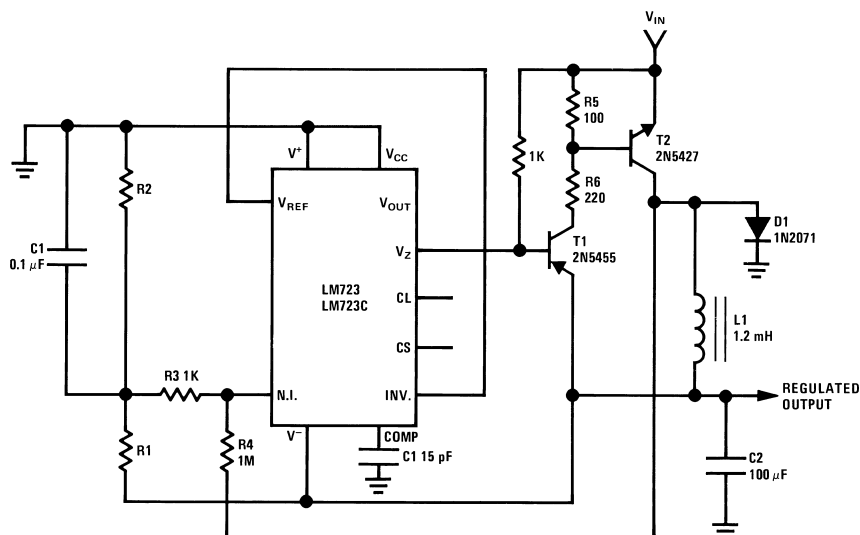 VIN
R5
100
T2
2N5427
V+
VCC
1K
R2
R6
220
VREF
VOUT
D1
1N2071
C1
0.1 μF
T1
2N5455
VZ
LM723
LM723C
CL
L1
1.2 mH
CS
R3 1K
N.I.
INV.
REGULATED
OUTPUT
R1
R4
1M
V−
COMP
C1 15 pF
C2
100 μF